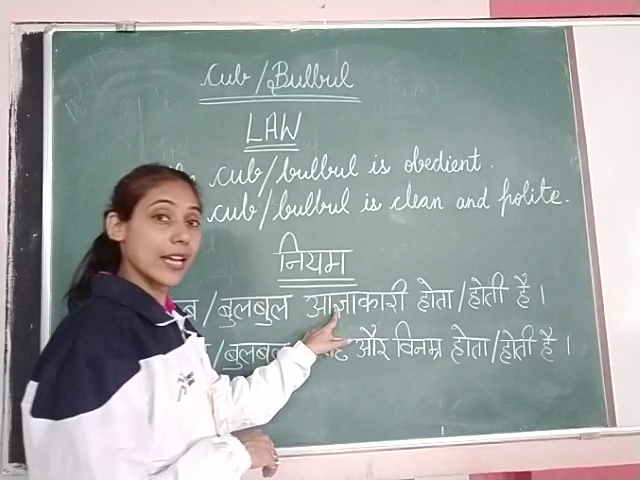 Cub/Bulbul
LAW
cub/bulbul is obedient.
cub/bulbul is clean and polite.
नियम
/बुलबुल आज्ञाकारी होता/होती है।
/बुलबुल और विनम्र होता/होती है।